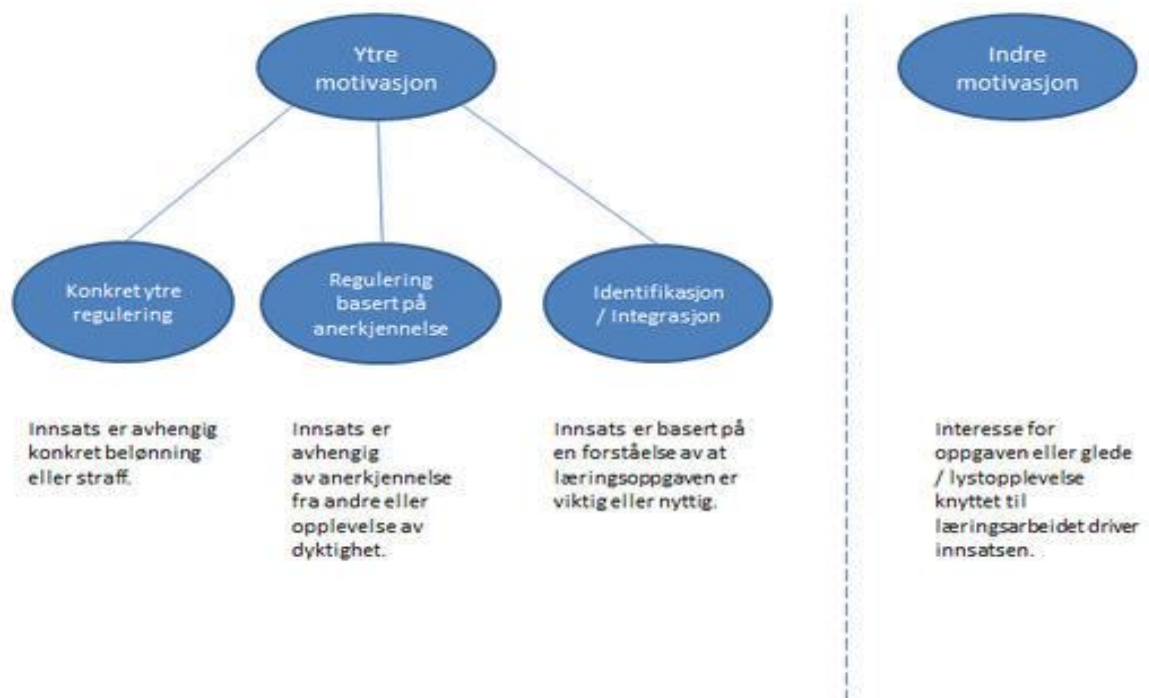 Ytre
motivasjon
Indre
motivasjon
Konkret ytre
regulering
Regulering
basert på
anerkjennelse
Identifikasjon
/ Integrasjon
Innsats er avhengig
konkret belønning
eller straff.
Innsats er
avhengig
av anerkjennelse
fra andre eller
opplevelse av
dyktighet.
Innsats er basert på
en forståelse av at
læringsoppgaven er
viktig eller nyttig.
Interesse for
oppgaven eller glede
/ lystopplevelse
knyttet til
læringsarbeidet driver
innsatsen.